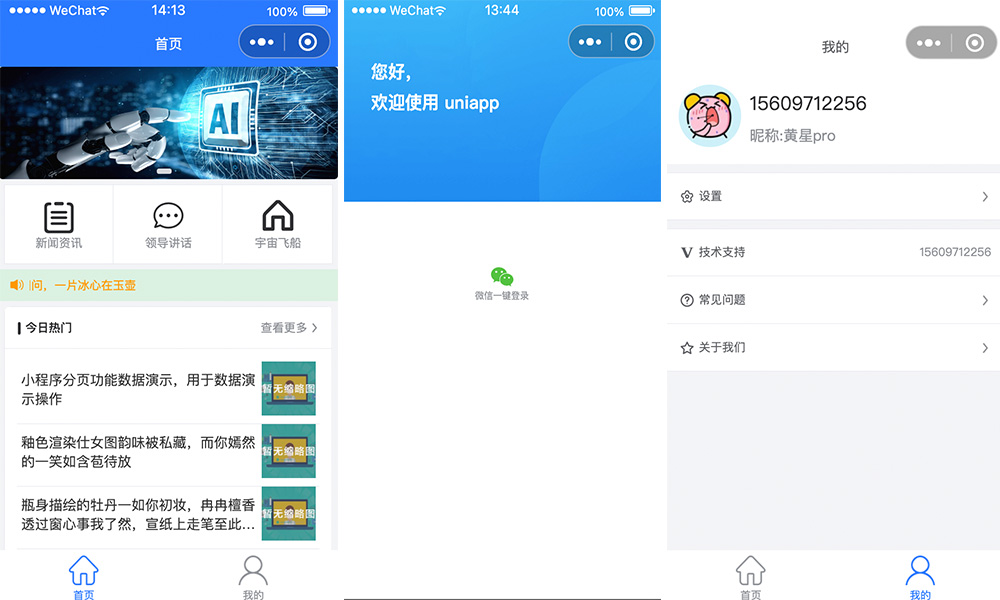 WeChat
14:13
100%
首页
AI
新闻资讯
领导讲话
宇宙飞船
问，一片冰心在玉壶
今日热门
查看更多
小程序分页功能数据演示，用于数据演
示操作
暂无缩略图
釉色渲染仕女图韵味被私藏，而你嫣然
的一笑如含苞待放
暂无缩略图
瓶身描绘的牡丹一如你初妆，冉冉檀香
透过窗心事我了然，宣纸上走笔至此...
暂无缩略图
首页
我的
WeChat
13:44
100%
您好，
欢迎使用 uniapp
微信一键登录
我的
15609712256
昵称:黄星pro
设置
技术支持
15609712256
常见问题
关于我们
首页
我的